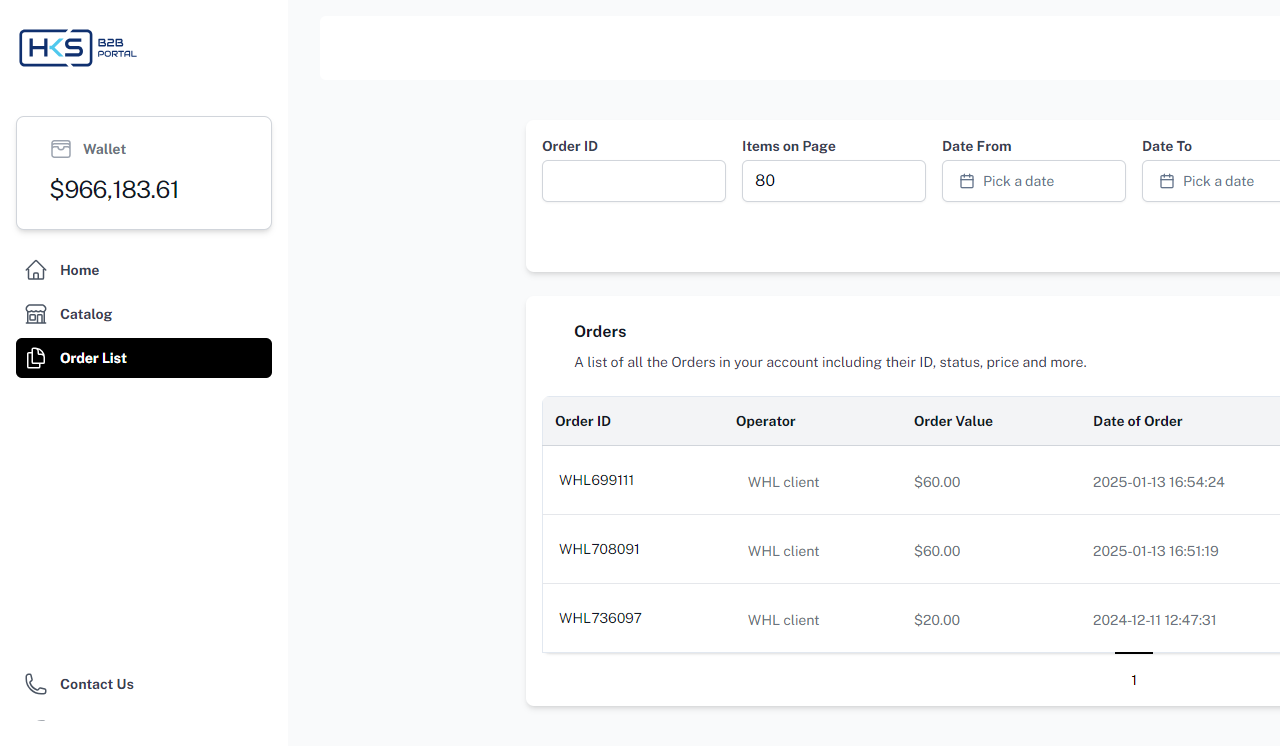 HKS B2B PORTAL
Wallet
$966,183.61
Home
Catalog
Order List
Contact Us
Order ID Items on Page Date From Date To
80 Pick a date Pick a date
Orders
A list of all the Orders in your account including their ID, status, price and more.
Order ID Operator Order Value Date of Order
WHL699111 WHL client $60.00 2025-01-13 16:54:24
WHL708091 WHL client $60.00 2025-01-13 16:51:19
WHL736097 WHL client $20.00 2024-12-11 12:47:31
1